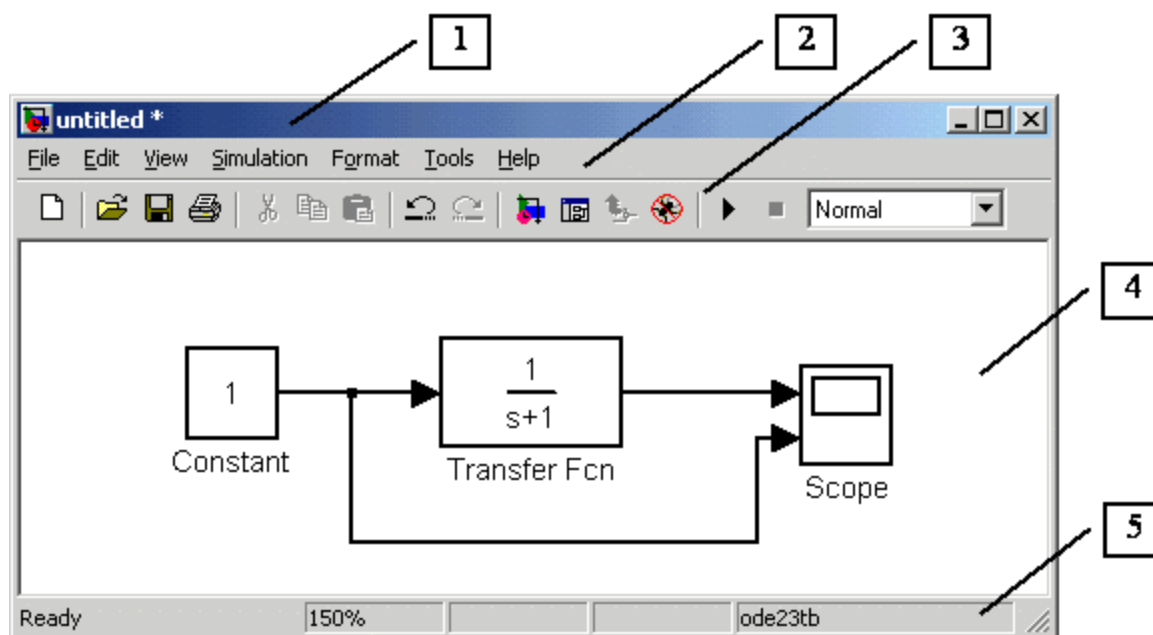 1 2 3
untitled *
File Edit View Simulation Format Tools Help
Normal
4
1
Constant
1
s+1
Transfer Fcn
Scope
5
Ready 150% ode23tb